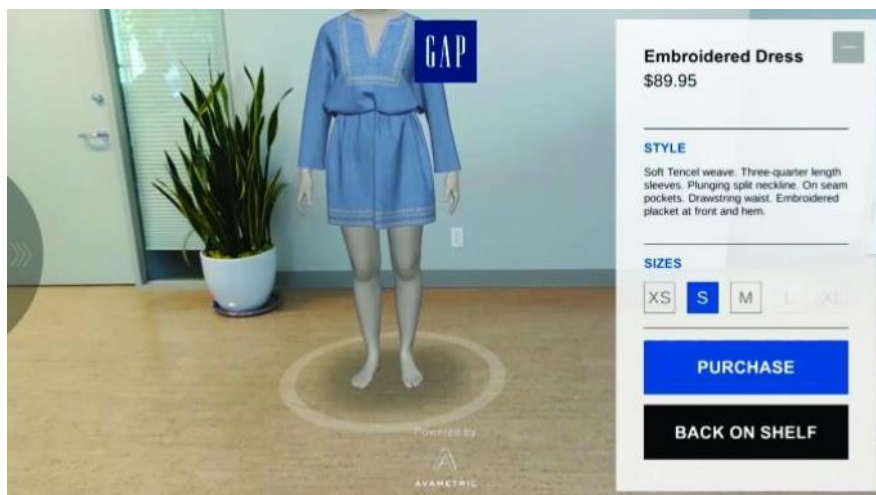 GAP
Embroidered Dress
$89.95
STYLE
Soft Tencel weave. Three-quarter length
sleeves. Plunging split neckline. On seam
pockets. Drawstring waist. Embroidered
placket at front and hem.
SIZES
XS S M L XL
PURCHASE
BACK ON SHELF
Powered by
AVAMETRIC